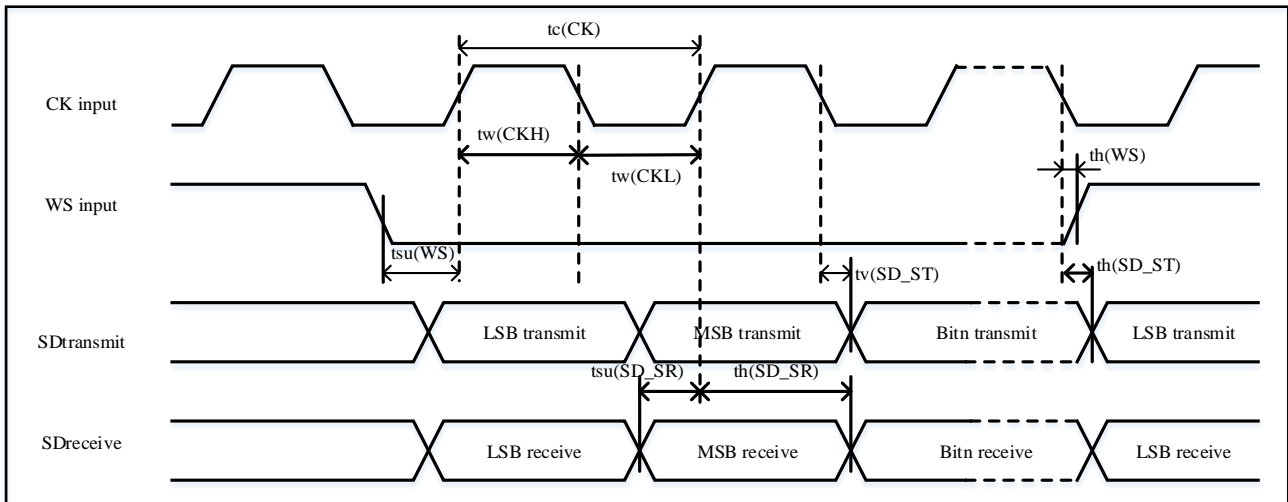 tc(CK)
CK input
tw(CKH)
tw(CKL)
th(WS)
WS input
tsu(WS)
tv(SD_ST)
th(SD_ST)
SDtransmit
LSB transmit
MSB transmit
Bitn transmit
LSB transmit
tsu(SD_SR)
th(SD_SR)
SDreceive
LSB receive
MSB receive
Bitn receive
LSB receive